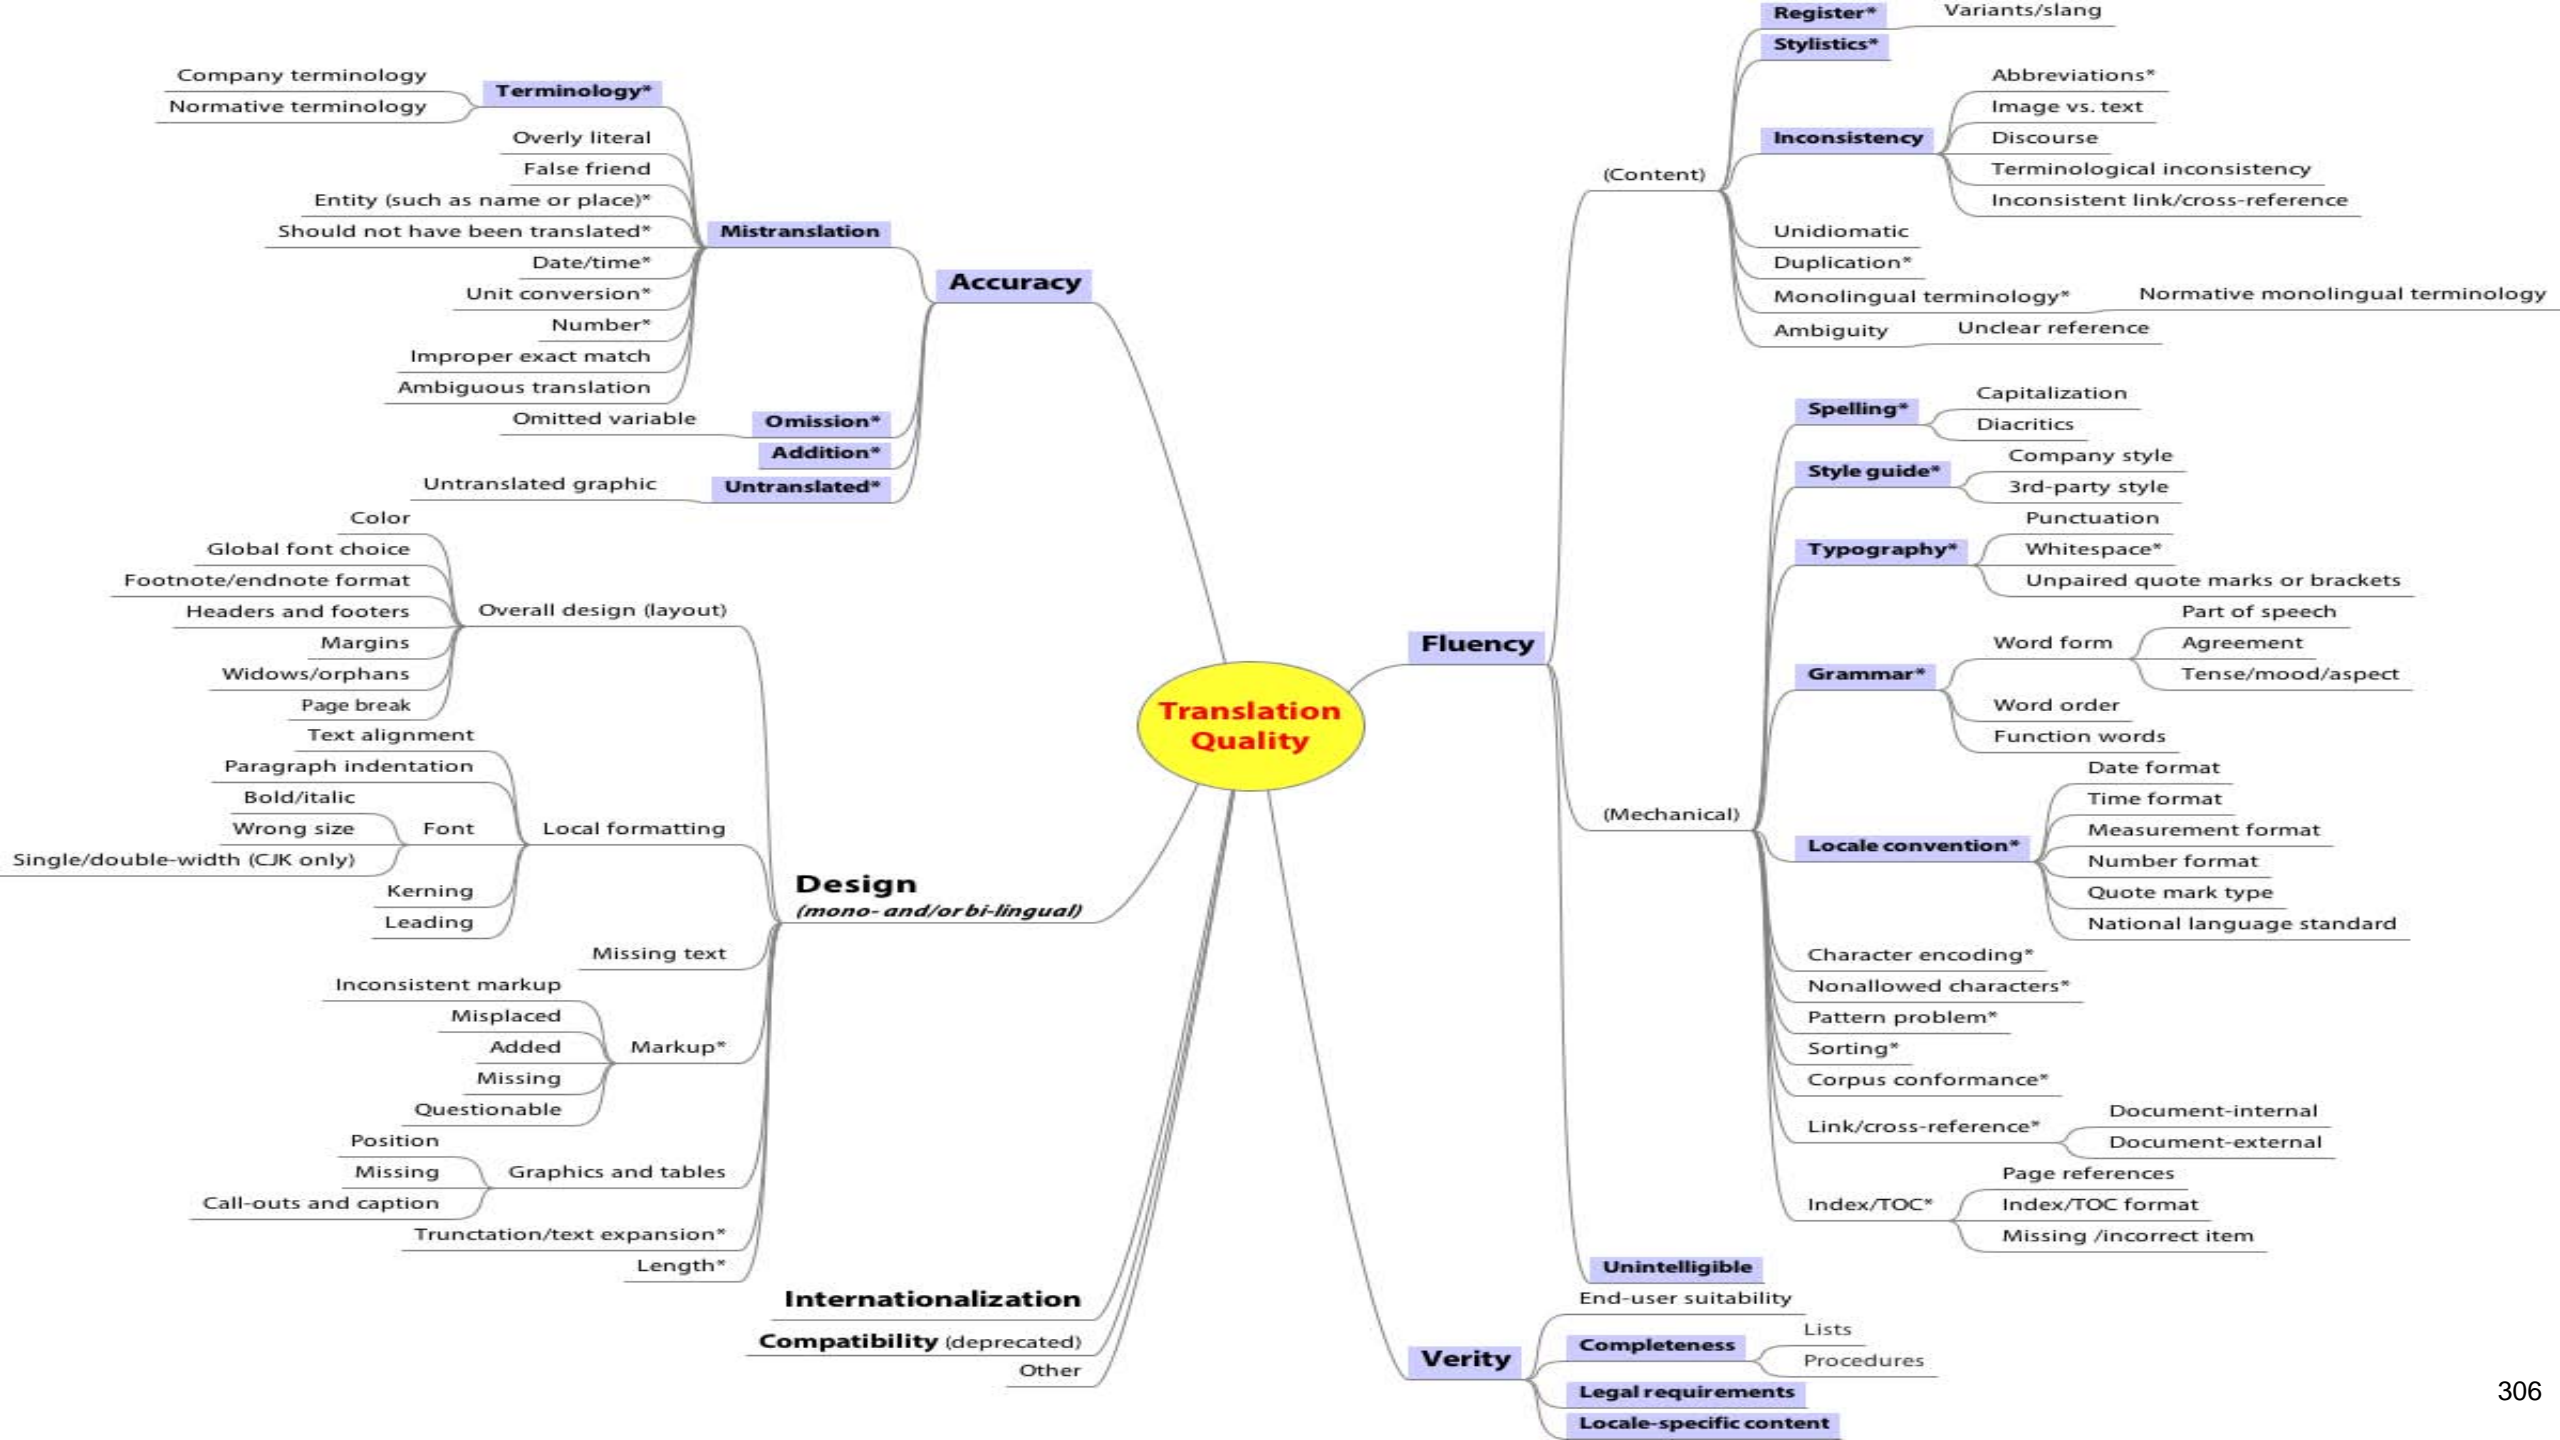 Translation
Quality
Accuracy
Mistranslation
Terminology*
Company terminology
Normative terminology
Overly literal
False friend
Entity (such as name or place)*
Should not have been translated*
Date/time*
Unit conversion*
Number*
Improper exact match
Ambiguous translation
Omission*
Omitted variable
Addition*
Untranslated*
Untranslated graphic
Design
(mono- and/or bi-lingual)
Overall design (layout)
Color
Global font choice
Footnote/endnote format
Headers and footers
Margins
Widows/orphans
Page break
Local formatting
Text alignment
Paragraph indentation
Font
Bold/italic
Wrong size
Single/double-width (CJK only)
Kerning
Leading
Missing text
Markup*
Inconsistent markup
Misplaced
Added
Missing
Questionable
Graphics and tables
Position
Missing
Call-outs and caption
Trunctation/text expansion*
Length*
Internationalization
Compatibility (deprecated)
Other
Fluency
(Content)
Register*
Variants/slang
Stylistics*
Inconsistency
Abbreviations*
Image vs. text
Discourse
Terminological inconsistency
Inconsistent link/cross-reference
Unidiomatic
Duplication*
Monolingual terminology*
Normative monolingual terminology
Ambiguity
Unclear reference
(Mechanical)
Spelling*
Capitalization
Diacritics
Style guide*
Company style
3rd-party style
Typography*
Punctuation
Whitespace*
Unpaired quote marks or brackets
Grammar*
Word form
Part of speech
Agreement
Tense/mood/aspect
Word order
Function words
Locale convention*
Date format
Time format
Measurement format
Number format
Quote mark type
National language standard
Character encoding*
Nonallowed characters*
Pattern problem*
Sorting*
Corpus conformance*
Link/cross-reference*
Document-internal
Document-external
Index/TOC*
Page references
Index/TOC format
Missing /incorrect item
Unintelligible
Verity
End-user suitability
Completeness
Lists
Procedures
Legal requirements
Locale-specific content
306